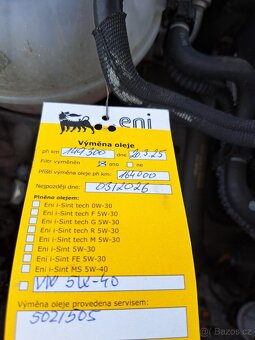 eni
Výměna oleje
při km 144 300 dne 20.3.25
Filtr vyměněn ano ne
Příští výměna oleje při km 164000
Nejpozději dne: 03/2026
Plněno olejem:
Eni i-Sint tech 0W-30
Eni i-Sint tech F 5W-30
Eni i-Sint tech G 5W-30
Eni i-Sint tech R 5W-30
Eni i-Sint tech M 5W-30
Eni i-Sint 5W-30
Eni i-Sint FE 5W-30
Eni i-Sint MS 5W-40
VW 5W-40
Výměna oleje provedena servisem:
5021505